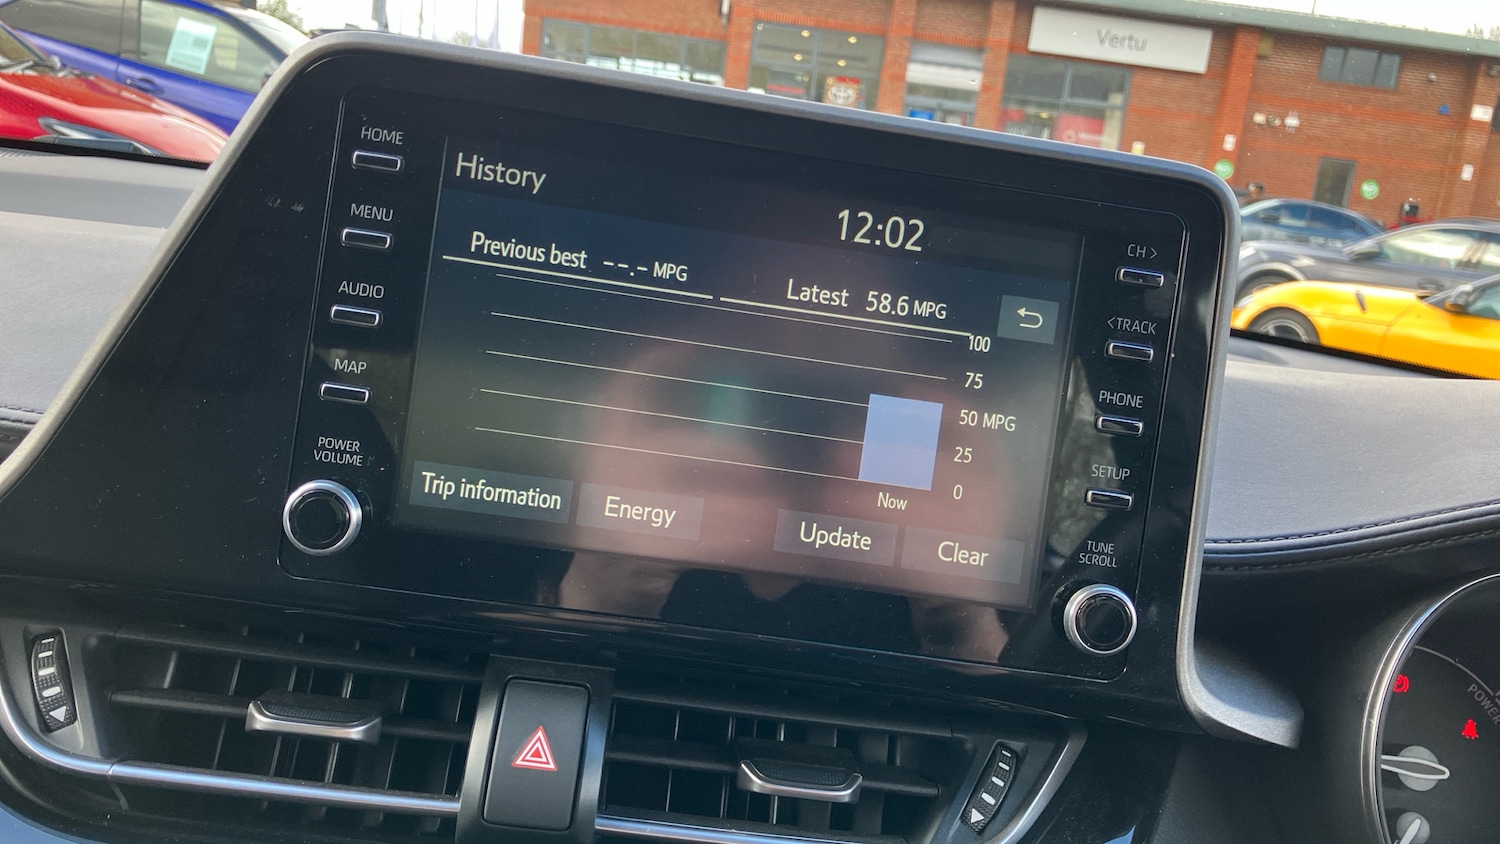 Vertu
HOME
MENU
AUDIO
MAP
POWER
VOLUME
History
12:02
Previous best --.- MPG
Latest 58.6 MPG
100
75
50 MPG
25
0
Now
Trip information
Energy
Update
Clear
CH >
< TRACK
PHONE
SETUP
TUNE
SCROLL
POWER